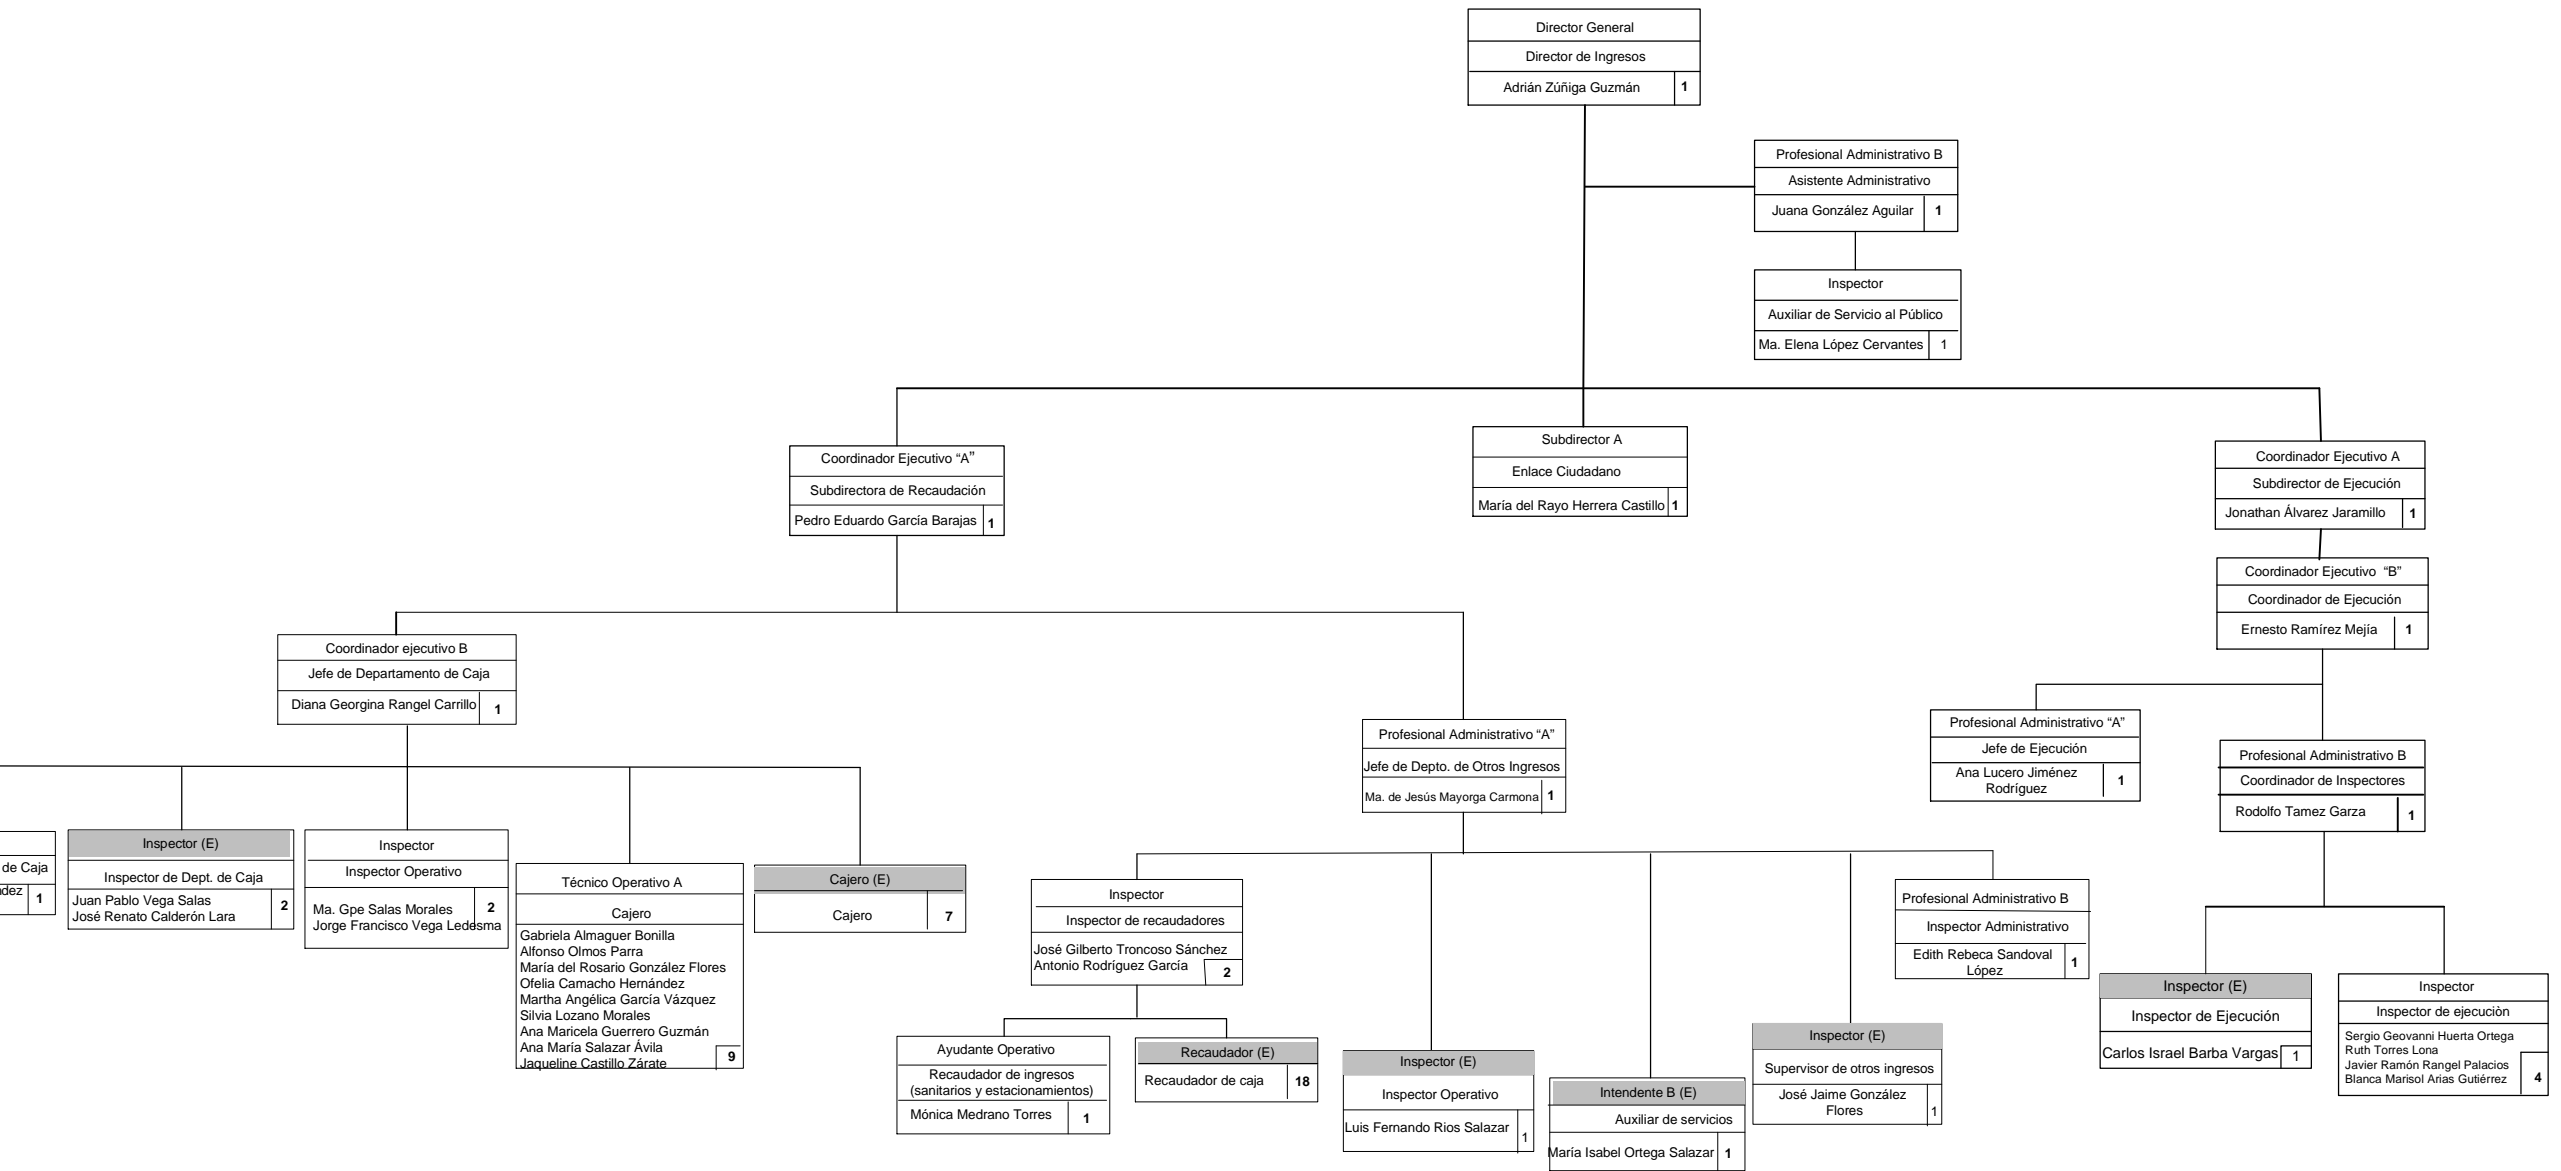 Director General
Director de Ingresos
Adrián Zúñiga Guzmán
1
Profesional Administrativo B
Asistente Administrativo
Juana González Aguilar
1
Inspector
Auxiliar de Servicio al Público
Ma. Elena López Cervantes
1
Coordinador Ejecutivo “A”
Subdirectora de Recaudación
Pedro Eduardo García Barajas
1
Subdirector A
Enlace Ciudadano
María del Rayo Herrera Castillo
1
Coordinador Ejecutivo A
Subdirector de Ejecución
Jonathan Álvarez Jaramillo
1
Coordinador Ejecutivo “B”
Coordinador de Ejecución
Ernesto Ramírez Mejía
1
Coordinador ejecutivo B
Jefe de Departamento de Caja
Diana Georgina Rangel Carrillo
1
Profesional Administrativo “A”
Jefe de Depto. de Otros Ingresos
Ma. de Jesús Mayorga Carmona
1
Profesional Administrativo “A”
Jefe de Ejecución
Ana Lucero Jiménez
Rodríguez
1
Profesional Administrativo B
Coordinador de Inspectores
Rodolfo Tamez Garza
1
de Caja
dez
1
Inspector (E)
Inspector de Dept. de Caja
Juan Pablo Vega Salas
José Renato Calderón Lara
2
Inspector
Inspector Operativo
Ma. Gpe Salas Morales
Jorge Francisco Vega Ledesma
2
Técnico Operativo A
Cajero
Gabriela Almaguer Bonilla
Alfonso Olmos Parra
María del Rosario González Flores
Ofelia Camacho Hernández
Martha Angélica García Vázquez
Silvia Lozano Morales
Ana Maricela Guerrero Guzmán
Ana María Salazar Ávila
Jaqueline Castillo Zárate
9
Cajero (E)
Cajero
7
Inspector
Inspector de recaudadores
José Gilberto Troncoso Sánchez
Antonio Rodríguez García
2
Ayudante Operativo
Recaudador de ingresos
(sanitarios y estacionamientos)
Mónica Medrano Torres
1
Recaudador (E)
Recaudador de caja
18
Inspector (E)
Inspector Operativo
Luis Fernando Rios Salazar
1
Intendente B (E)
Auxiliar de servicios
María Isabel Ortega Salazar
1
Inspector (E)
Supervisor de otros ingresos
José Jaime González
Flores
1
Profesional Administrativo B
Inspector Administrativo
Edith Rebeca Sandoval
López
1
Inspector (E)
Inspector de Ejecución
Carlos Israel Barba Vargas
1
Inspector
Inspector de ejecuciòn
Sergio Geovanni Huerta Ortega
Ruth Torres Lona
Javier Ramón Rangel Palacios
Blanca Marisol Arias Gutiérrez
4